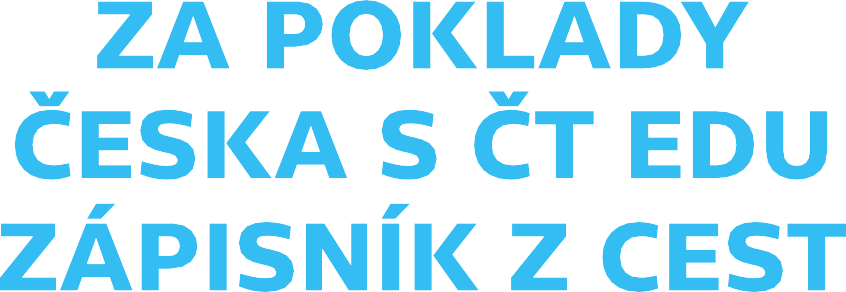 ZA POKLADY
ČESKA S ČT EDU
ZÁPISNÍK Z CEST